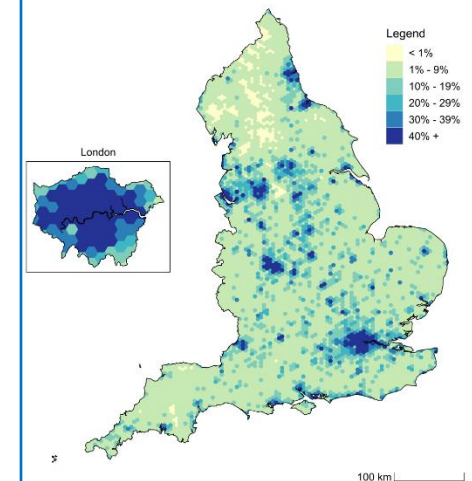 Legend
< 1%
1% - 9%
10% - 19%
20% - 29%
30% - 39%
40% +
London
100 km